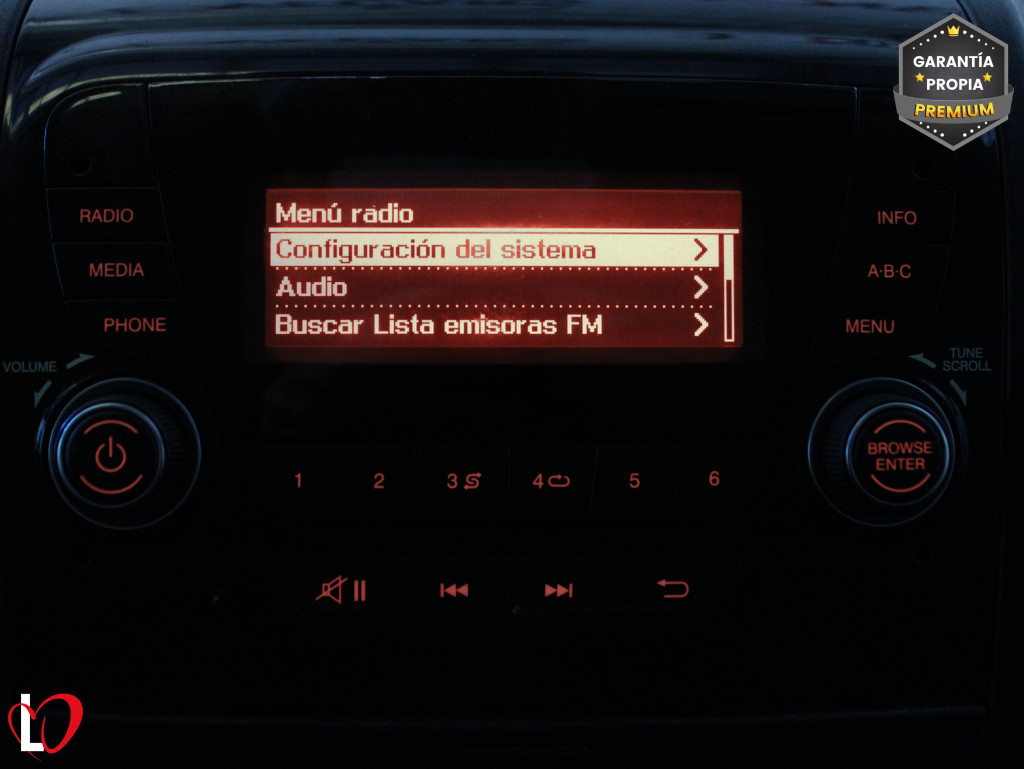 GARANTÍA
PROPIA
PREMIUM
Menú radio
Configuración del sistema
Audio
Buscar Lista emisoras FM
RADIO
MEDIA
PHONE
VOLUME
INFO
A·B·C
MENU
TUNE
SCROLL
BROWSE
ENTER
1 2 3 4 5 6
L